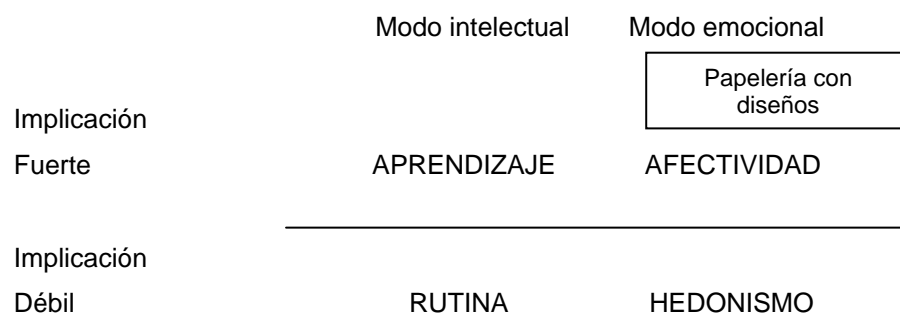 Modo intelectual Modo emocional
Papelería con
diseños
Implicación
Fuerte APRENDIZAJE AFECTIVIDAD
Implicación
Débil RUTINA HEDONISMO